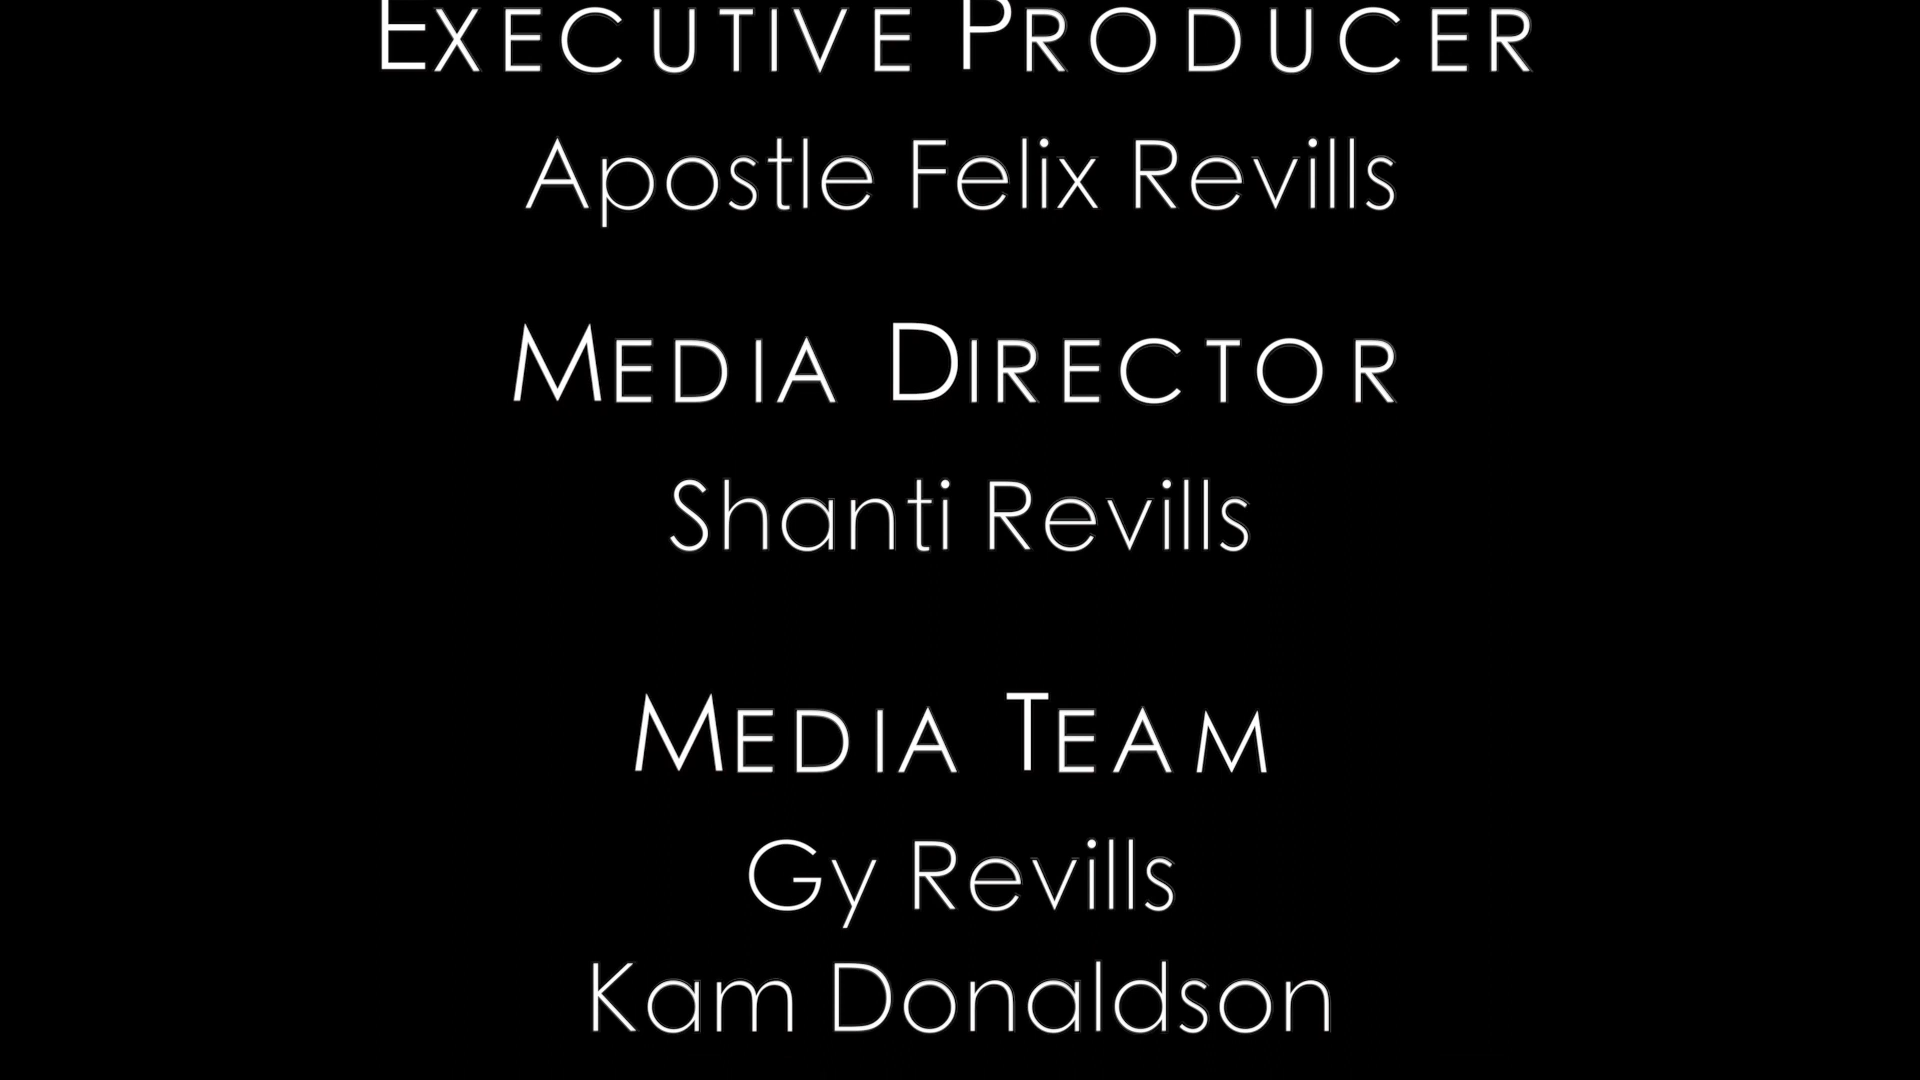 EXECUTIVE PRODUCER
Apostle Felix Revills
MEDIA DIRECTOR
Shanti Revills
MEDIA TEAM
Gy Revills
Kam Donaldson